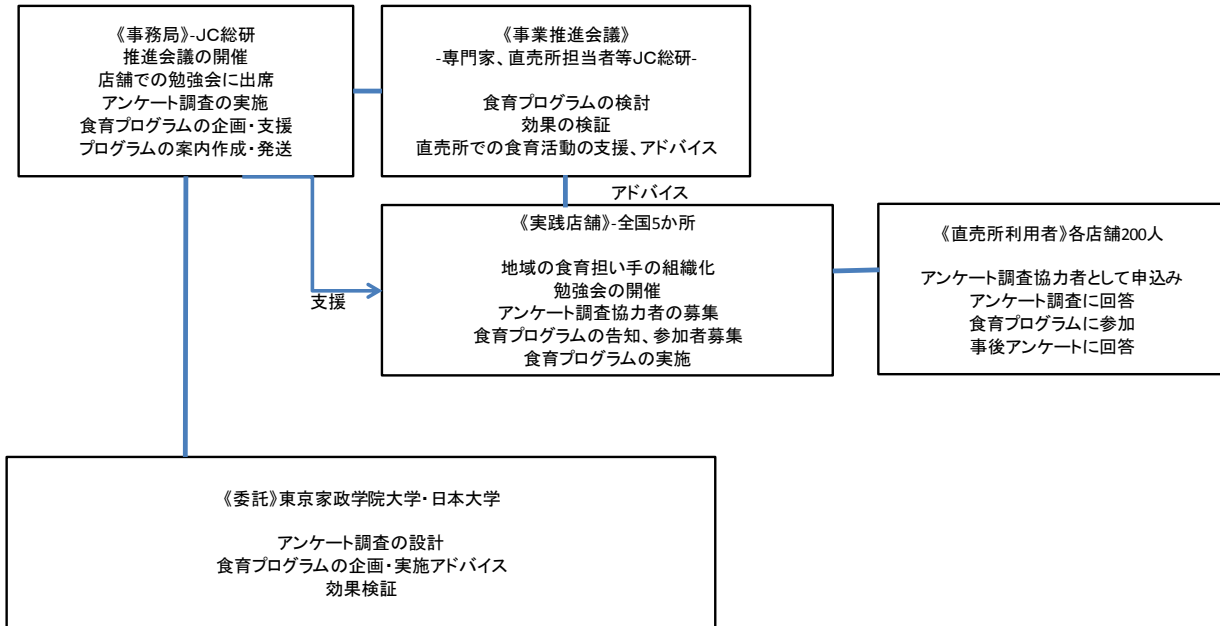 《事務局》-JC総研
推進会議の開催
店舗での勉強会に出席
アンケート調査の実施
食育プログラムの企画・支援
プログラムの案内作成・発送
《事業推進会議》
-専門家、直売所担当者等JC総研-
食育プログラムの検討
効果の検証
直売所での食育活動の支援、アドバイス
アドバイス
支援
《実践店舗》-全国5か所
地域の食育担い手の組織化
勉強会の開催
アンケート調査協力者の募集
食育プログラムの告知、参加者募集
食育プログラムの実施
《直売所利用者》各店舗200人
アンケート調査協力者として申込み
アンケート調査に回答
食育プログラムに参加
事後アンケートに回答
《委託》東京家政学院大学・日本大学
アンケート調査の設計
食育プログラムの企画・実施アドバイス
効果検証